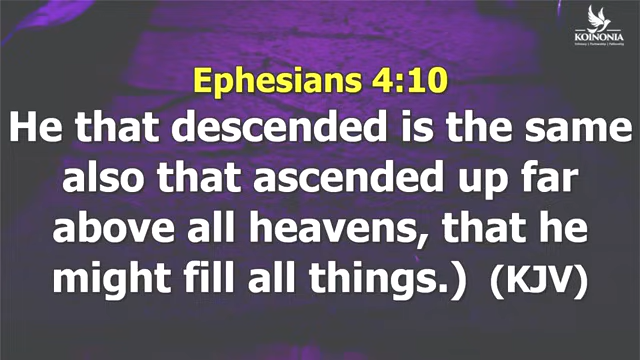 KOINONIA
Ephesians 4:10
He that descended is the same
also that ascended up far
above all heavens, that he
might fill all things.) (KJV)